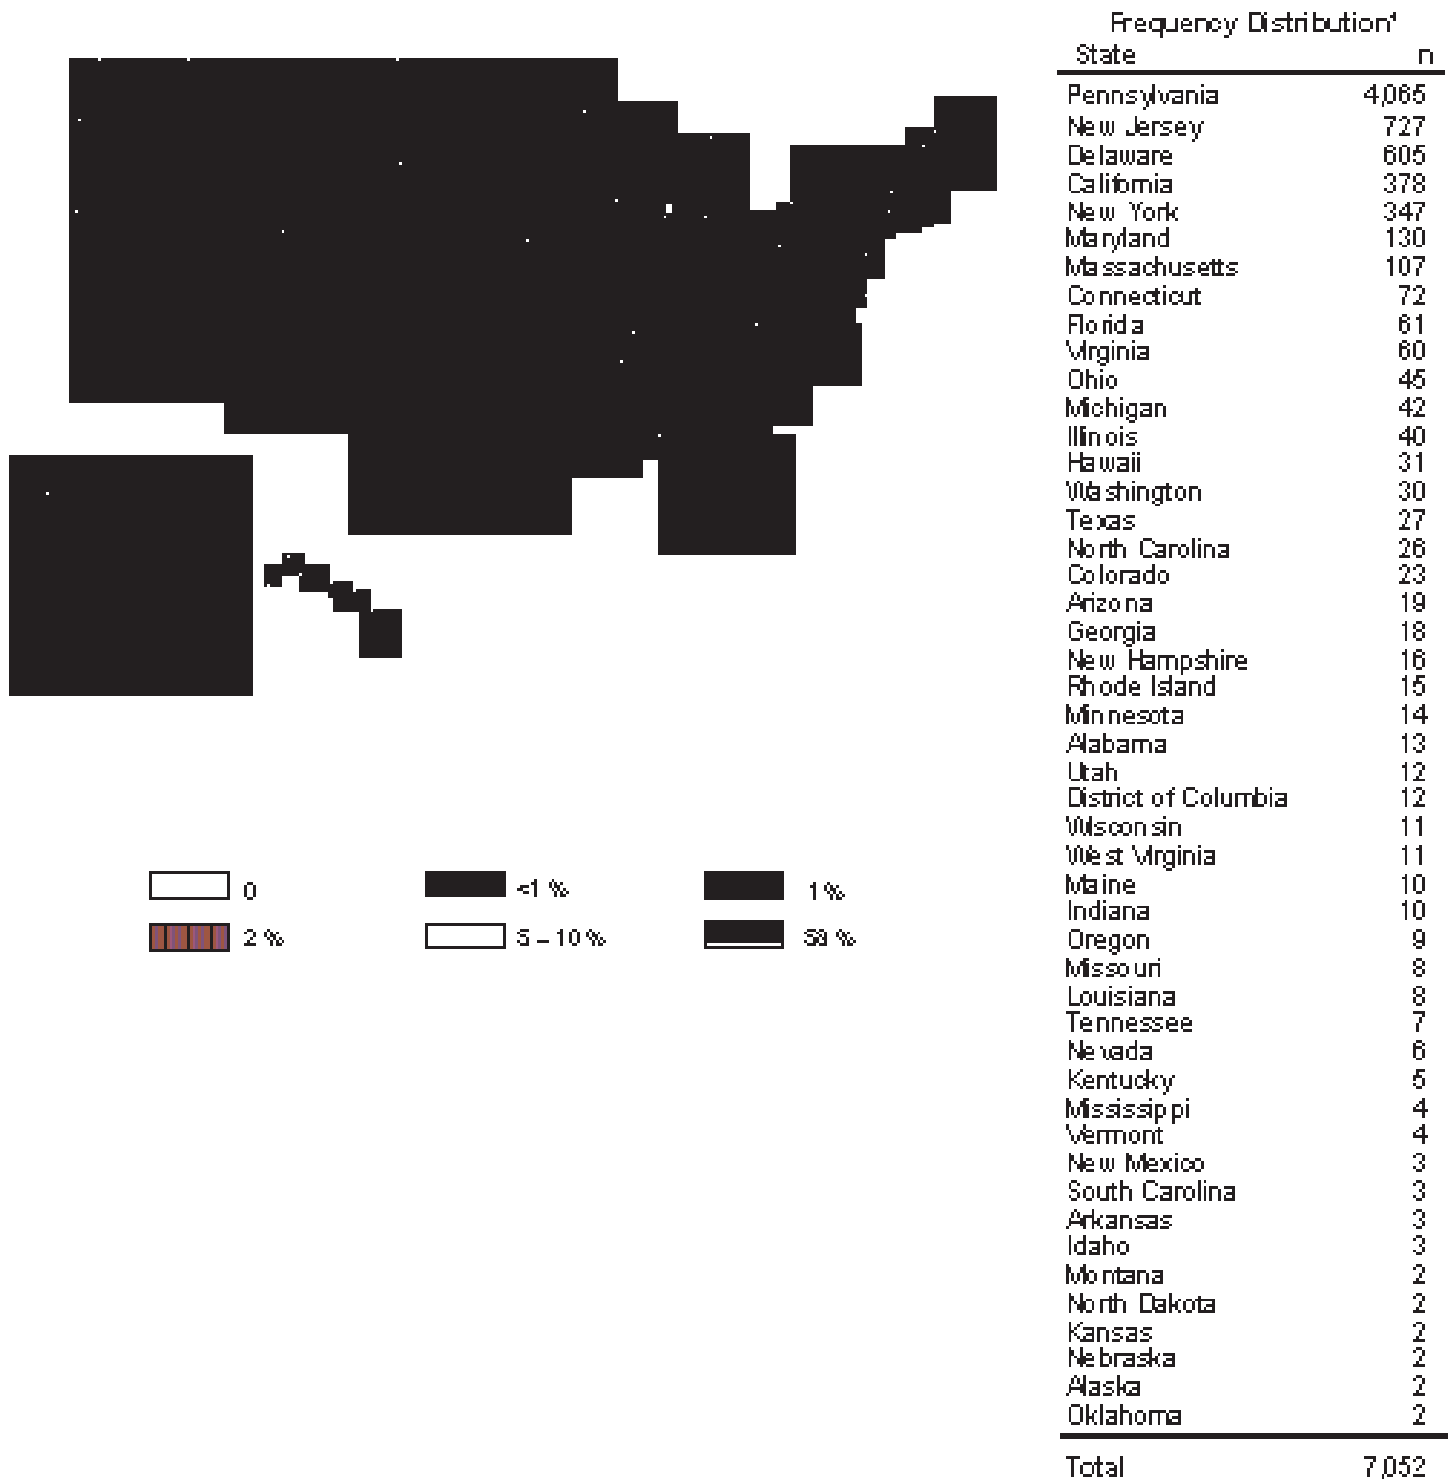 Frequency Distribution*
State n
Pennsylvania 4,065
New Jersey 727
Delaware 605
California 378
New York 347
Maryland 130
Massachusetts 107
Connecticut 72
Florida 61
Virginia 60
Ohio 45
Michigan 42
Illinois 40
Hawaii 31
Washington 30
Texas 27
North Carolina 26
Colorado 23
Arizona 19
Georgia 18
New Hampshire 16
Rhode Island 15
Minnesota 14
Alabama 13
Utah 12
District of Columbia 12
Wisconsin 11
West Virginia 11
Maine 10
Indiana 10
Oregon 9
Missouri 8
Louisiana 8
Tennessee 7
Nevada 6
Kentucky 5
Mississippi 4
Vermont 4
New Mexico 3
South Carolina 3
Arkansas 3
Idaho 3
Montana 2
North Dakota 2
Kansas 2
Nebraska 2
Alaska 2
Oklahoma 2
Total 7,052
0 <1 % 1 %
2 % 5 – 10 % 58 %